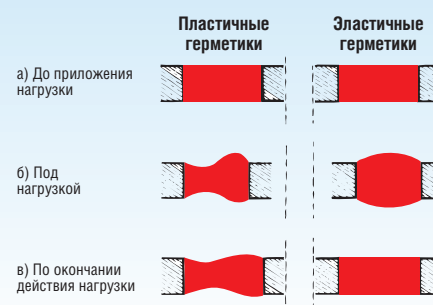 Пластичные
герметики
Эластичные
герметики
а) До приложения
нагрузки
б) Под
нагрузкой
в) По окончании
действия нагрузки